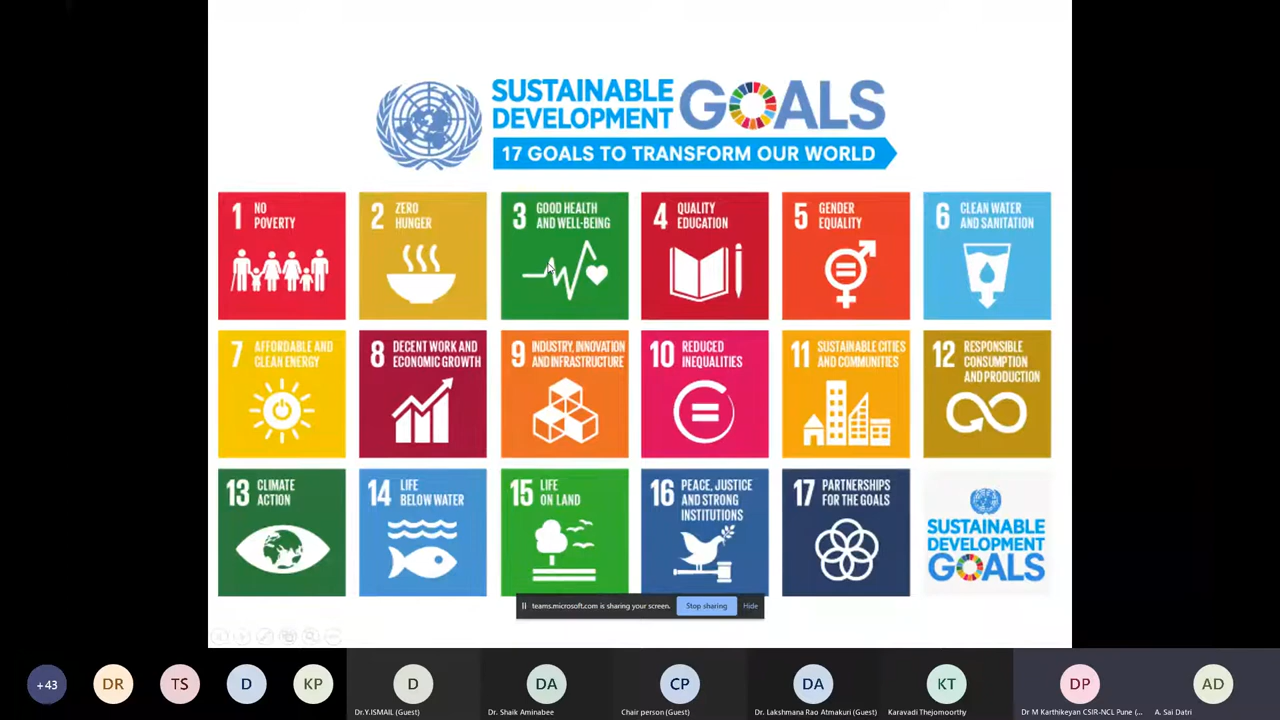 SUSTAINABLE
DEVELOPMENT
GOALS
17 GOALS TO TRANSFORM OUR WORLD
1 NO
POVERTY
2 ZERO
HUNGER
3 GOOD HEALTH
AND WELL-BEING
4 QUALITY
EDUCATION
5 GENDER
EQUALITY
6 CLEAN WATER
AND SANITATION
7 AFFORDABLE AND
CLEAN ENERGY
8 DECENT WORK AND
ECONOMIC GROWTH
9 INDUSTRY, INNOVATION
AND INFRASTRUCTURE
10 REDUCED
INEQUALITIES
11 SUSTAINABLE CITIES
AND COMMUNITIES
12 RESPONSIBLE
CONSUMPTION
AND PRODUCTION
13 CLIMATE
ACTION
14 LIFE
BELOW WATER
15 LIFE
ON LAND
16 PEACE, JUSTICE
AND STRONG
INSTITUTIONS
17 PARTNERSHIPS
FOR THE GOALS
SUSTAINABLE
DEVELOPMENT
GOALS
teams.microsoft.com is sharing your screen.
Stop sharing
Hide
+43
DR
TS
D
KP
D
DA
CP
DA
KT
DP
AD
Dr.Y.ISMAIL (Guest)
Dr. Shaik Aminabee
Chair person (Guest)
Dr. Lakshmana Rao Atmakuri (Guest)
Karavadi Thejomoorthy
Dr M Karthikeyan CSIR-NCL Pune (...
A. Sai Datri